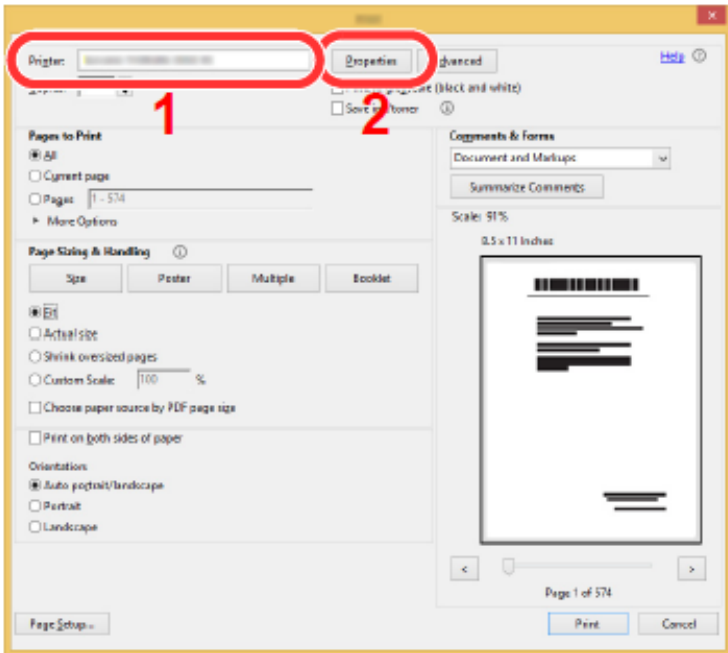 Printer:
Properties
Advanced
Help
1
2
(black and white)
Pages to Print
All
Current page
Pages 1 - 574
More Options
Page Sizing & Handling
Size Poster Multiple Booklet
Fit
Actual size
Shrink oversized pages
Custom Scale: 100 %
Choose paper source by PDF page size
Print on both sides of paper
Orientation:
Auto portrait/landscape
Portrait
Landscape
Comments & Forms
Document and Markups
Summarize Comments
Scale: 91%
8.5 x 11 Inches
< >
Page 1 of 574
Page Setup...
Print Cancel